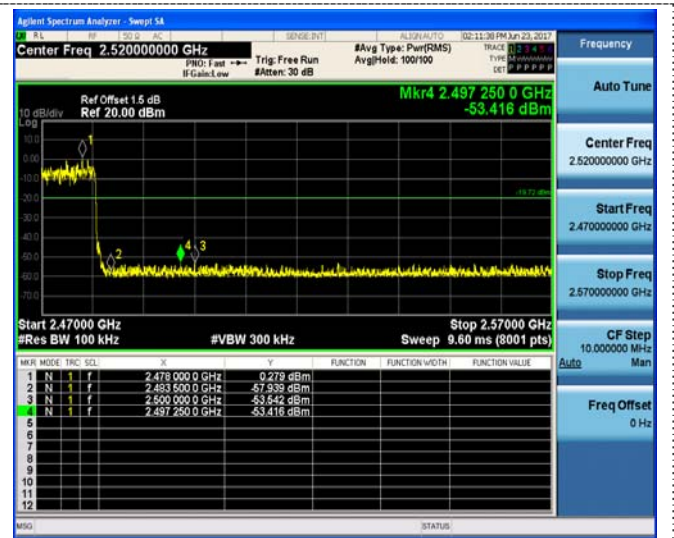 Agilent Spectrum Analyzer - Swept SA
RL RF 50 Ω AC SENSE:INT ALIGN AUTO 02:11:38 PM Jun 23, 2017
Center Freq 2.520000000 GHz
PNO: Fast
IFGain:Low
Trig: Free Run
#Atten: 30 dB
#Avg Type: Pwr(RMS)
Avg|Hold: 100/100
TRACE 1 2 3 4 5 6
TYPE
DET P P P P P P
Ref Offset 1.5 dB
10 dB/div Ref 20.00 dBm
Log
Mkr4 2.497 250 0 GHz
-53.416 dBm
10.0
0.00
-10.0
-20.0
-30.0
-40.0
-50.0
-60.0
-70.0
1
2
4
3
-19.72 dBm
Start 2.47000 GHz Stop 2.57000 GHz
#Res BW 100 kHz #VBW 300 kHz Sweep 9.60 ms (8001 pts)
MKR MODE TRC SCL X Y FUNCTION FUNCTION WIDTH FUNCTION VALUE
1 N 1 f 2.478 000 0 GHz 0.279 dBm
2 N 1 f 2.483 500 0 GHz -57.939 dBm
3 N 1 f 2.500 000 0 GHz -53.542 dBm
4 N 1 f 2.497 250 0 GHz -53.416 dBm
5
6
7
8
9
10
11
12
MSG STATUS
Frequency
Auto Tune
Center Freq
2.520000000 GHz
Start Freq
2.470000000 GHz
Stop Freq
2.570000000 GHz
CF Step
10.000000 MHz
Auto Man
Freq Offset
0 Hz